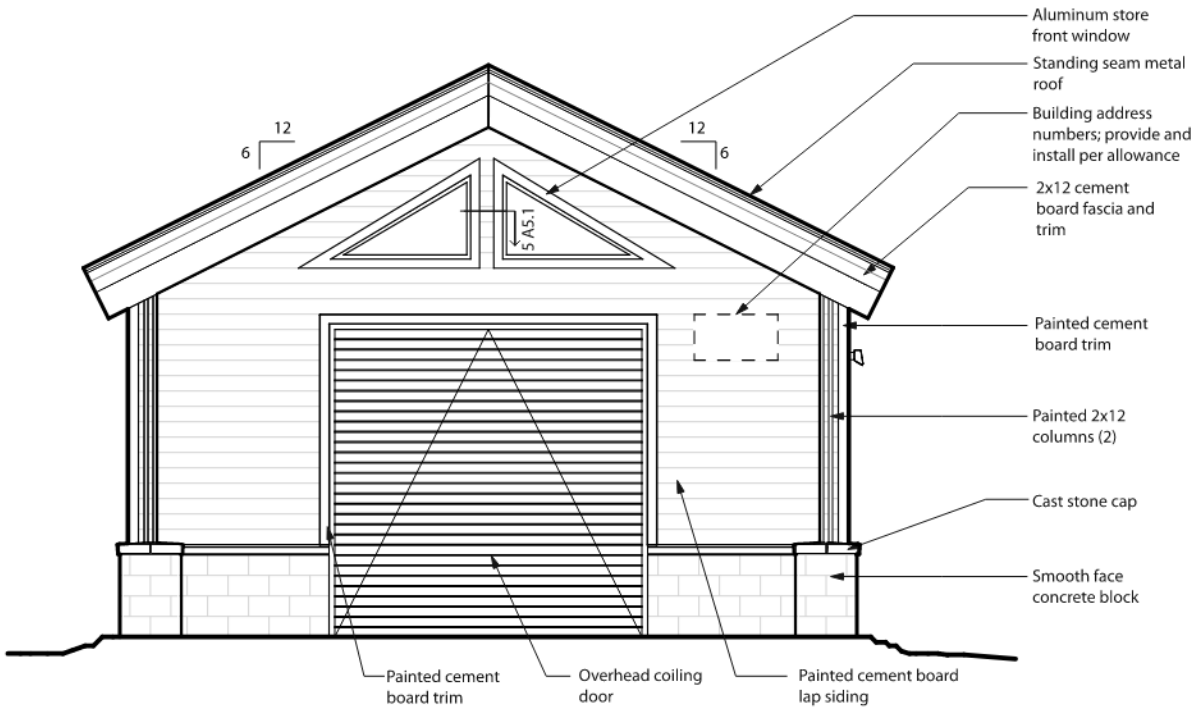 Aluminum store
front window
Standing seam metal
roof
Building address
numbers; provide and
install per allowance
2x12 cement
board fascia and
trim
12
6
12
6
5 A5.1
Painted cement
board trim
Painted 2x12
columns (2)
Cast stone cap
Smooth face
concrete block
Painted cement
board trim
Overhead coiling
door
Painted cement board
lap siding